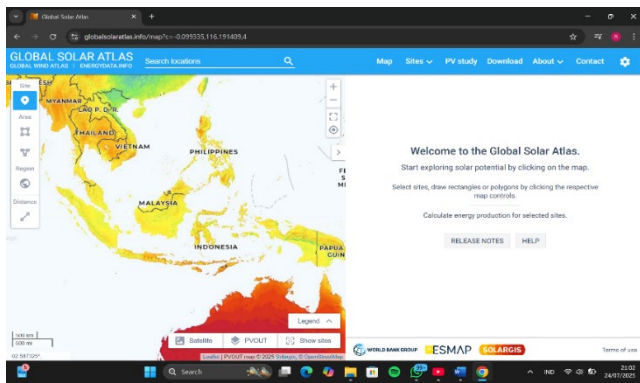 Global Solar Atlas
globalsolaratlas.info/map?c=-0.099335,116.191409,4
GLOBAL SOLAR ATLAS
GLOBAL WIND ATLAS | ENERGYDATA.INFO
Search locations
Map Sites PV study Download About Contact
Site
Area
Region
Distance
MYANMAR
LAO P. D. R.
THAILAND
VIETNAM
PHILIPPINES
MALAYSIA
INDONESIA
PAPUA
Legend
Satellite PVOUT Show sites
500 km
500 mi
Leaflet | PVOUT map © 2025 Solargis, © OpenStreetMap
Welcome to the Global Solar Atlas.
Start exploring solar potential by clicking on the map.
Select sites, draw rectangles or polygons by clicking the respective
map controls.
Calculate energy production for selected sites.
RELEASE NOTES HELP
WORLD BANK GROUP ESMAP SOLARGIS Terms of use
Search
IND
21:02
24/07/2025